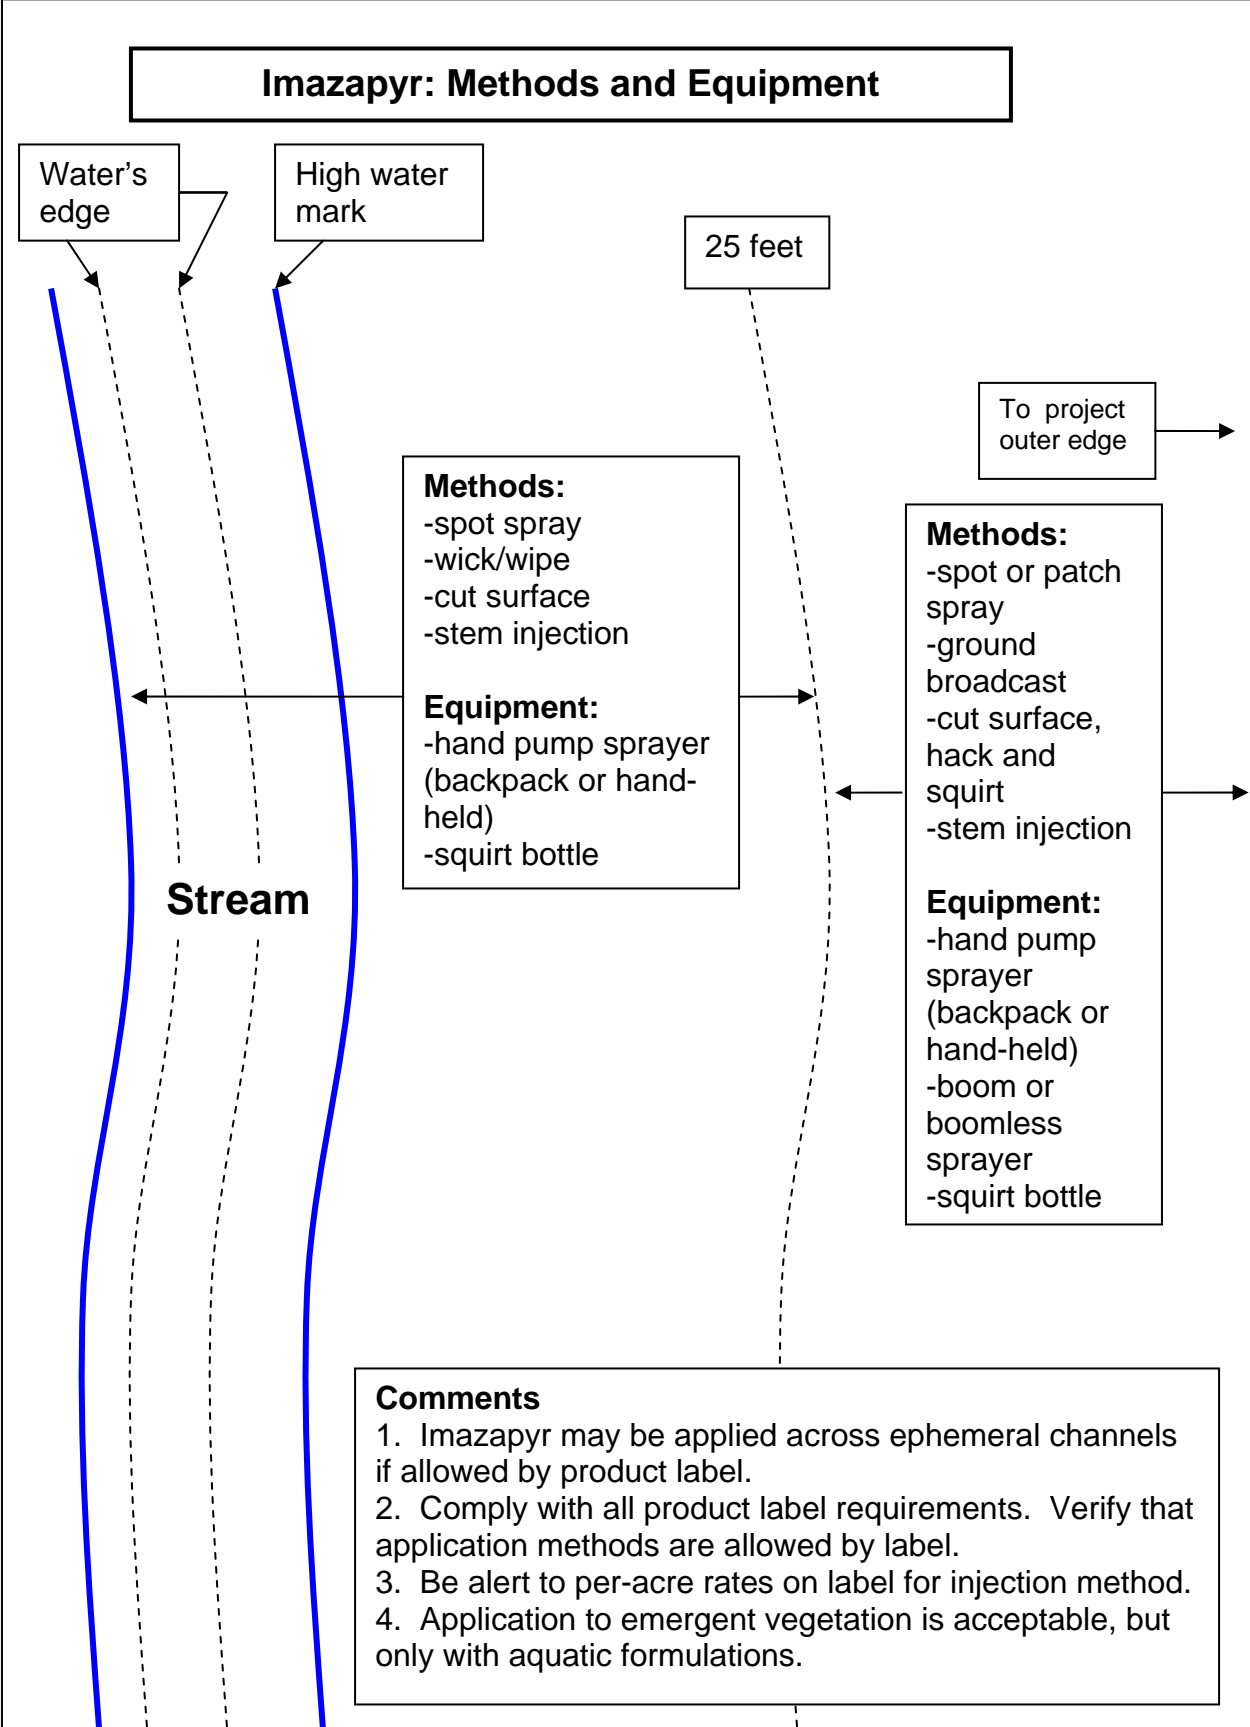 Imazapyr: Methods and Equipment
Water’s
edge
High water
mark
25 feet
To  project
outer edge
Methods:
-spot spray
-wick/wipe
-cut surface
-stem injection
Equipment:
-hand pump sprayer
(backpack or hand-
held)
-squirt bottle
Methods:
-spot or patch
spray
-ground
broadcast
-cut surface,
hack and
squirt
-stem injection
Equipment:
-hand pump
sprayer
(backpack or
hand-held)
-boom or
boomless
sprayer
-squirt bottle
Stream
Comments
1.  Imazapyr may be applied across ephemeral channels
if allowed by product label.
2.  Comply with all product label requirements.  Verify that
application methods are allowed by label.
3.  Be alert to per-acre rates on label for injection method.
4.  Application to emergent vegetation is acceptable, but
only with aquatic formulations.